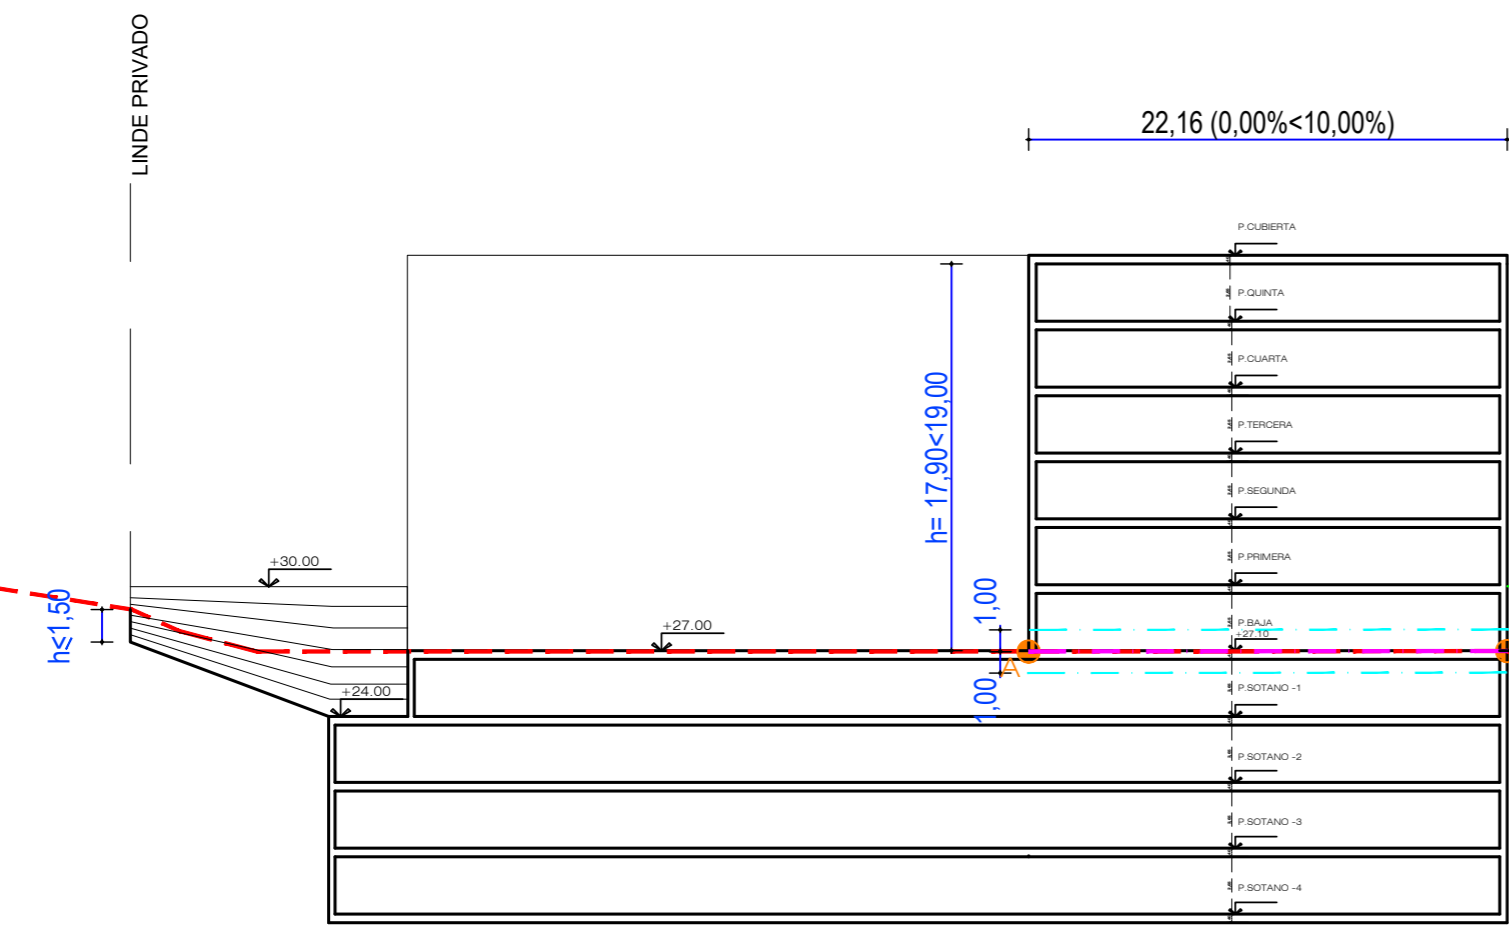 LINDE PRIVADO
22,16 (0,00%<10,00%)
P.CUBIERTA
P.QUINTA
P.CUARTA
P.TERCERA
P.SEGUNDA
P.PRIMERA
P.BAJA
+27.10
h= 17,90<19,00
1,00
1,00
A
+30.00
h≤1,50
+27.00
+24.00
P.SOTANO -1
P.SOTANO -2
P.SOTANO -3
P.SOTANO -4